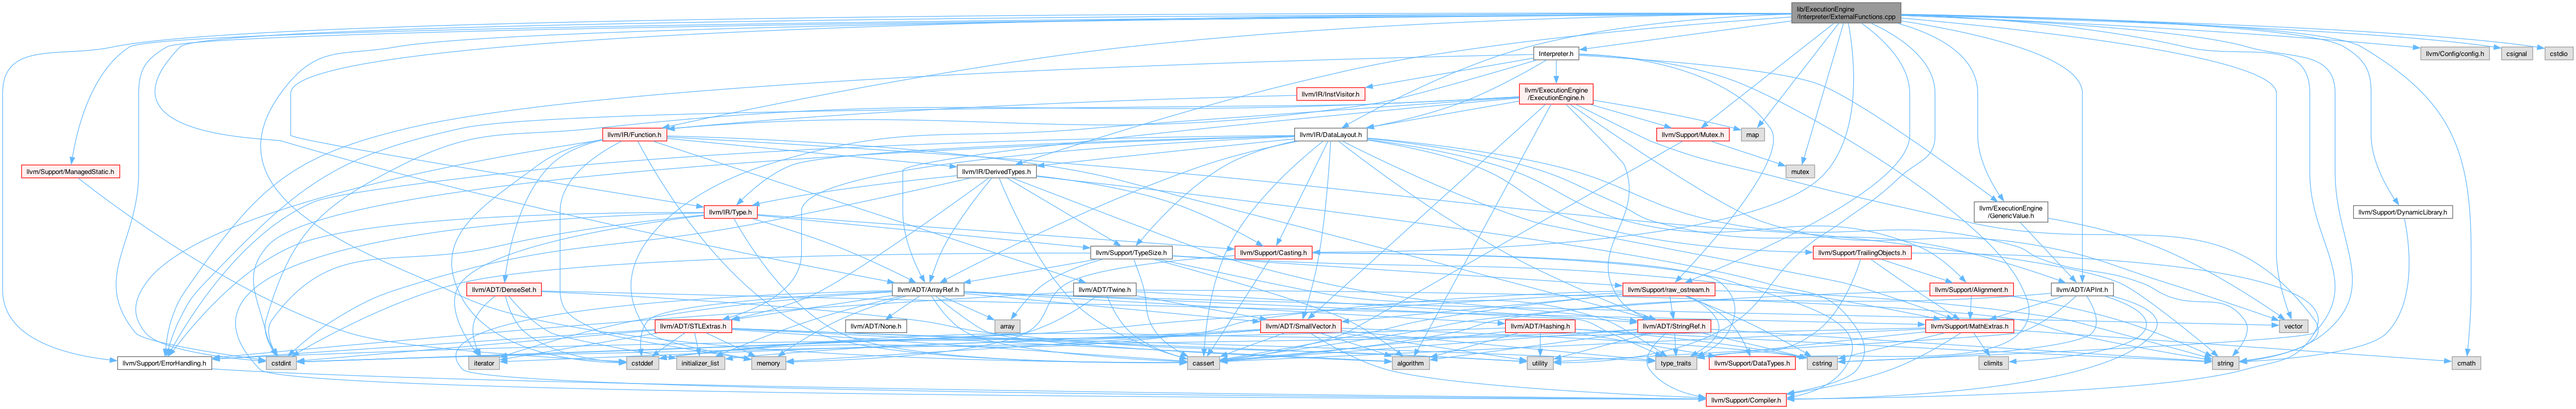 lib/ExecutionEngine
/Interpreter/ExternalFunctions.cpp
Interpreter.h
llvm/Config/config.h
csignal
cstdio
llvm/IR/InstVisitor.h
llvm/ExecutionEngine
/ExecutionEngine.h
llvm/IR/Function.h
llvm/IR/DataLayout.h
llvm/Support/Mutex.h
map
llvm/Support/ManagedStatic.h
llvm/IR/DerivedTypes.h
mutex
llvm/IR/Type.h
llvm/ExecutionEngine
/GenericValue.h
llvm/Support/DynamicLibrary.h
llvm/Support/TypeSize.h
llvm/Support/Casting.h
llvm/Support/TrailingObjects.h
llvm/ADT/DenseSet.h
llvm/ADT/ArrayRef.h
llvm/ADT/Twine.h
llvm/Support/raw_ostream.h
llvm/Support/Alignment.h
llvm/ADT/APInt.h
llvm/ADT/STLExtras.h
llvm/ADT/None.h
array
llvm/ADT/SmallVector.h
llvm/ADT/Hashing.h
llvm/ADT/StringRef.h
llvm/Support/MathExtras.h
vector
llvm/Support/ErrorHandling.h
cstdint
iterator
cstddef
initializer_list
memory
cassert
algorithm
utility
type_traits
llvm/Support/DataTypes.h
cstring
climits
string
cmath
llvm/Support/Compiler.h